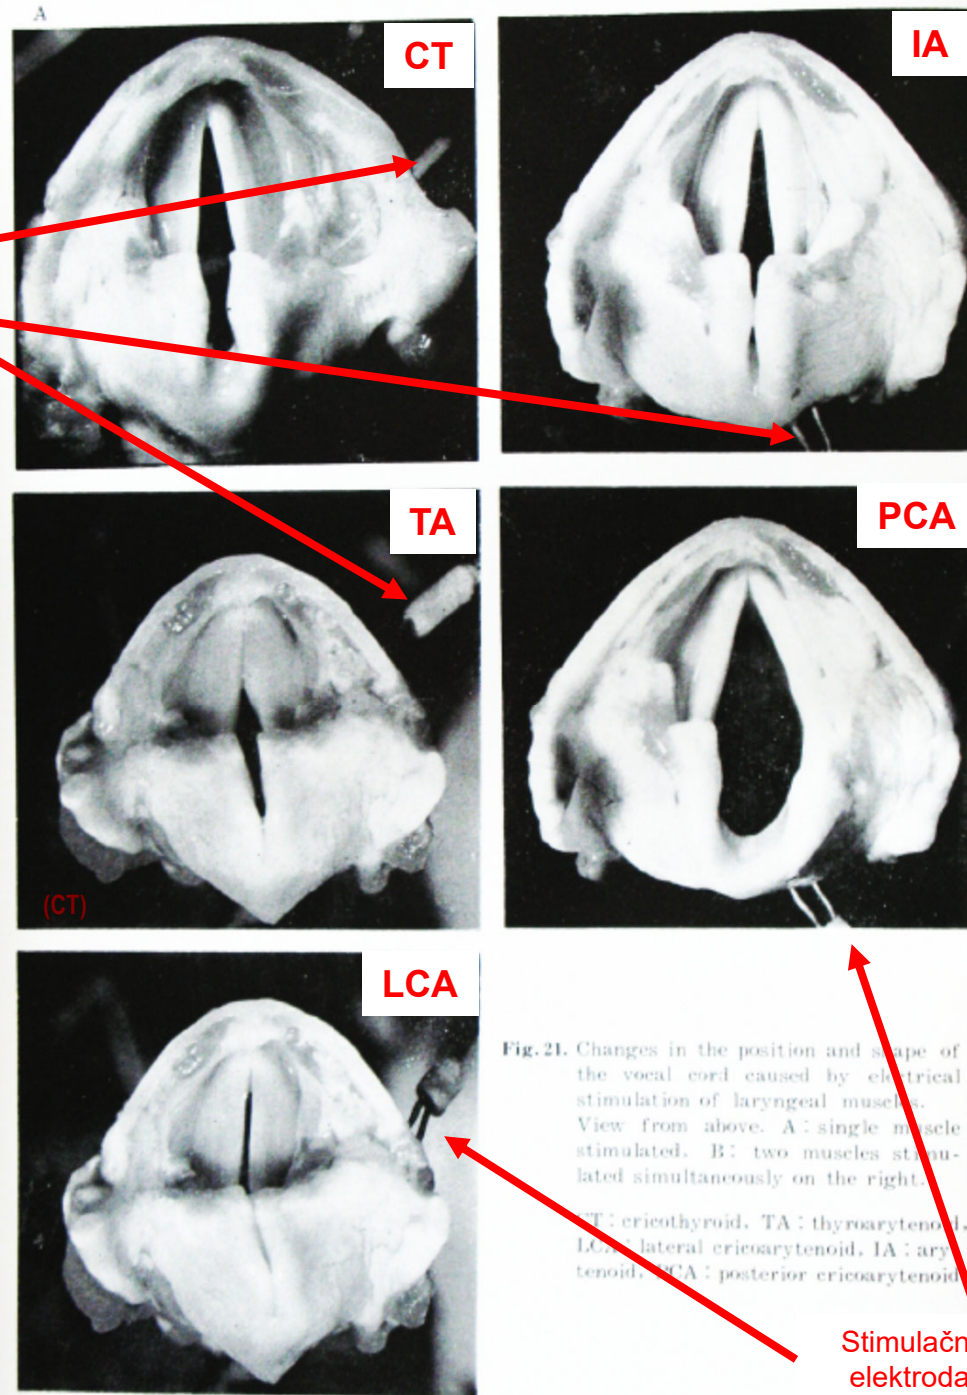 A
CT
IA
TA
PCA
(CT)
LCA
Fig. 21. Changes in the position and shape of
the vocal cord caused by electrical
stimulation of laryngeal muscles.
View from above. A : single muscle
stimulated. B : two muscles stimu-
lated simultaneously on the right.
CT : cricothyroid. TA : thyroarytenoid.
LCA : lateral cricoarytenoid. IA : ary-
tenoid. PCA : posterior cricoarytenoid
Stimulačn
elektroda